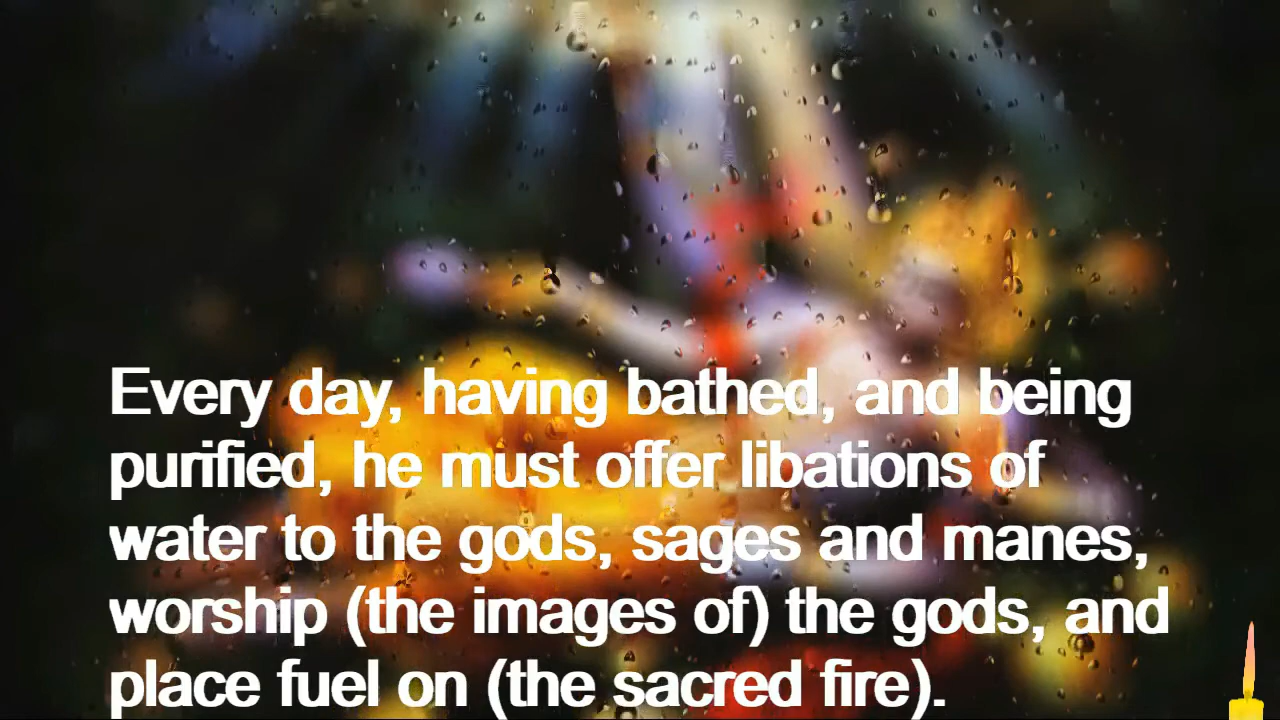 Every day, having bathed, and being
purified, he must offer libations of
water to the gods, sages and manes,
worship (the images of) the gods, and
place fuel on (the sacred fire).